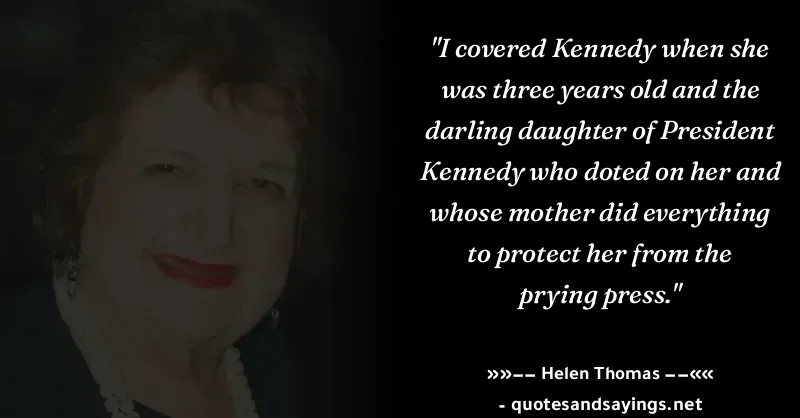 "I covered Kennedy when she
was three years old and the
darling daughter of President
Kennedy who doted on her and
whose mother did everything
to protect her from the
prying press."
»»–– Helen Thomas ––««
- quotesandsayings.net